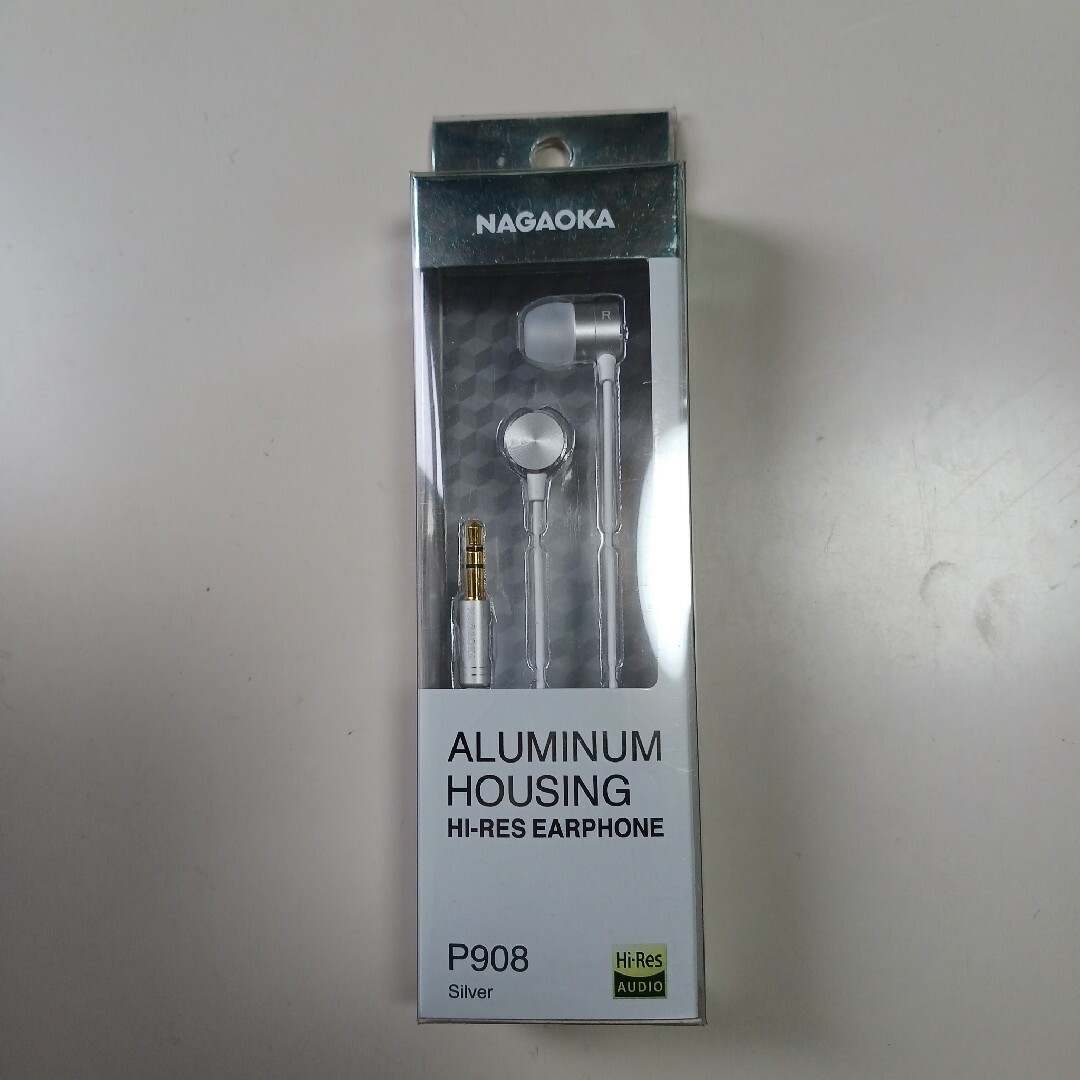 NAGAOKA
R
ALUMINUM
HOUSING
HI-RES EARPHONE
P908
Silver
Hi-Res
AUDIO